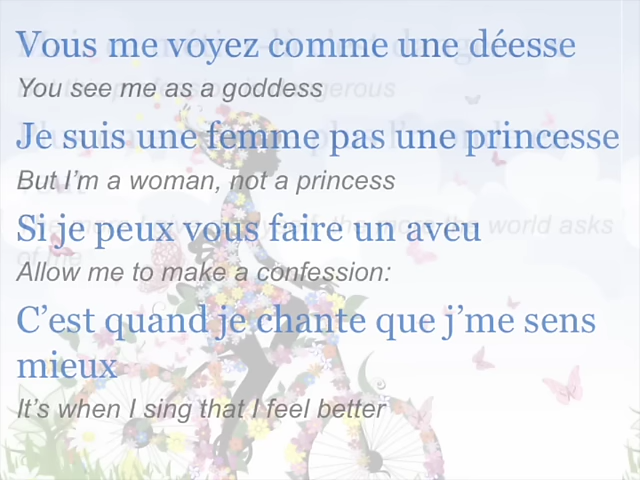 Vous me voyez comme une déesse
You see me as a goddess
Je suis une femme pas une princesse
But I'm a woman, not a princess
Si je peux vous faire un aveu
Allow me to make a confession:
C'est quand je chante que j'me sens
mieux
It's when I sing that I feel better